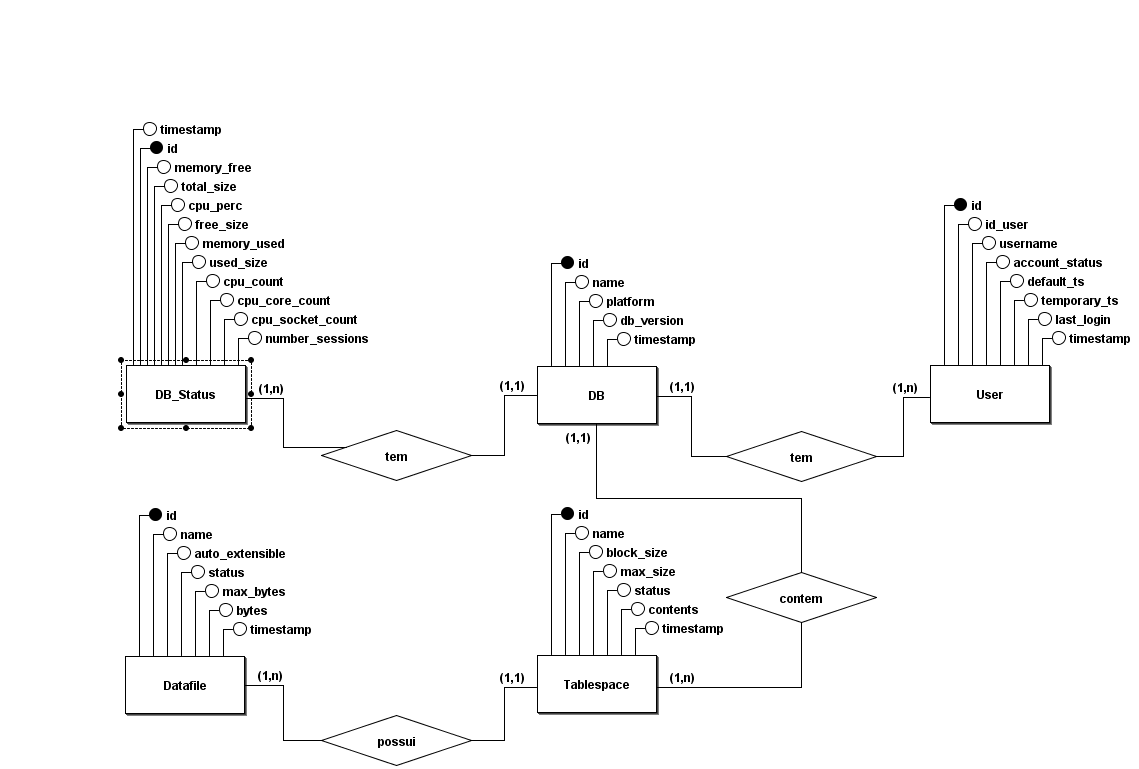 timestamp
id
memory_free
total_size
cpu_perc
free_size
memory_used
used_size
cpu_count
cpu_core_count
cpu_socket_count
number_sessions
DB_Status
(1,n)
tem
(1,1)
id
name
platform
db_version
timestamp
DB
(1,1)
(1,1)
tem
(1,n)
id
id_user
username
account_status
default_ts
temporary_ts
last_login
timestamp
User
id
name
auto_extensible
status
max_bytes
bytes
timestamp
Datafile
(1,n)
possui
(1,1)
id
name
block_size
max_size
status
contents
timestamp
Tablespace
(1,n)
contem